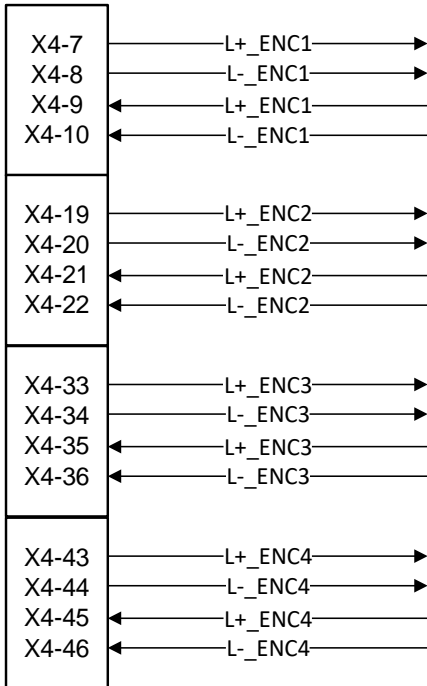 X4-7 L+_ENC1
X4-8 L-_ENC1
X4-9 L+_ENC1
X4-10 L-_ENC1
X4-19 L+_ENC2
X4-20 L-_ENC2
X4-21 L+_ENC2
X4-22 L-_ENC2
X4-33 L+_ENC3
X4-34 L-_ENC3
X4-35 L+_ENC3
X4-36 L-_ENC3
X4-43 L+_ENC4
X4-44 L-_ENC4
X4-45 L+_ENC4
X4-46 L-_ENC4